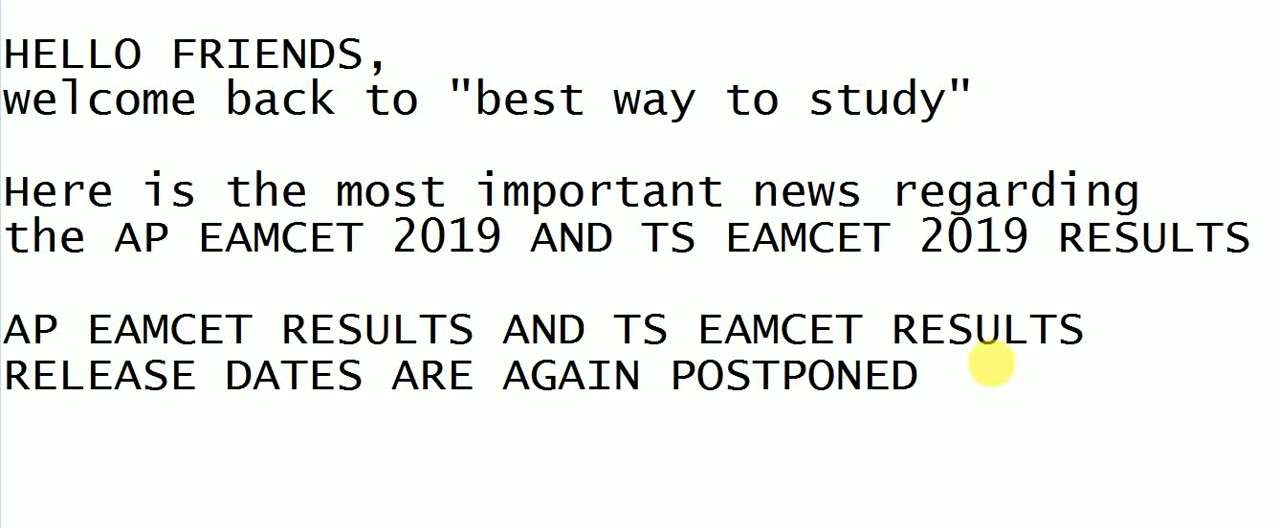 HELLO FRIENDS,
welcome back to "best way to study"
Here is the most important news regarding
the AP EAMCET 2019 AND TS EAMCET 2019 RESULTS
AP EAMCET RESULTS AND TS EAMCET RESULTS
RELEASE DATES ARE AGAIN POSTPONED